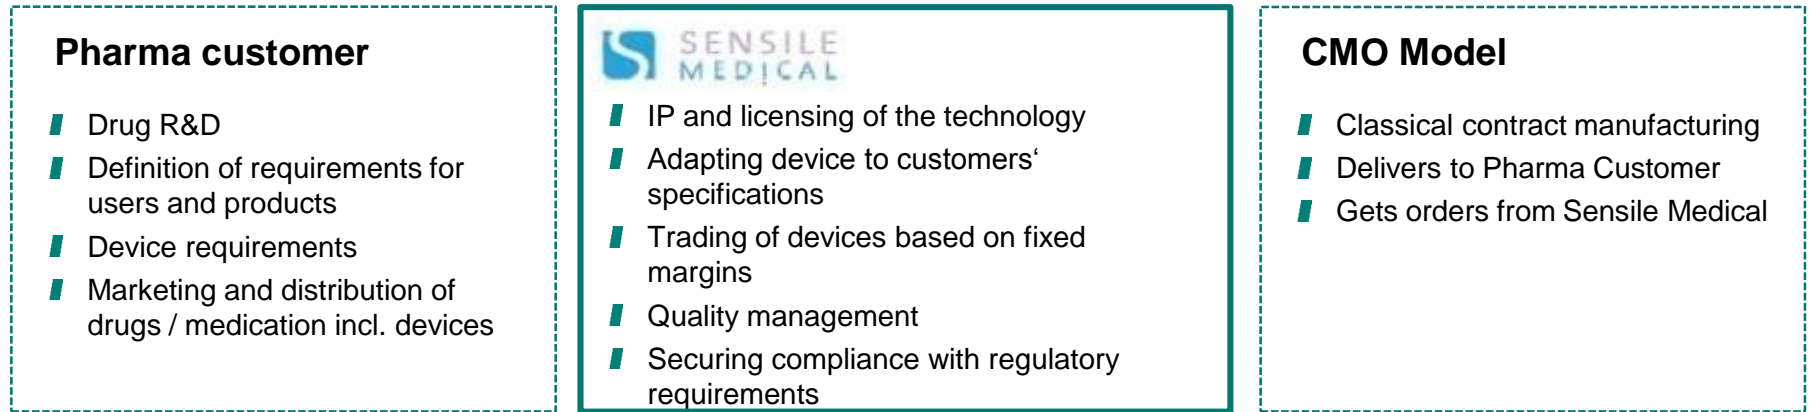 Pharma customer
Drug R&D
Definition of requirements for
users and products
Device requirements
Marketing and distribution of
drugs / medication incl. devices
SENSILE
MEDICAL
IP and licensing of the technology
Adapting device to customers‘
specifications
Trading of devices based on fixed
margins
Quality management
Securing compliance with regulatory
requirements
CMO Model
Classical contract manufacturing
Delivers to Pharma Customer
Gets orders from Sensile Medical